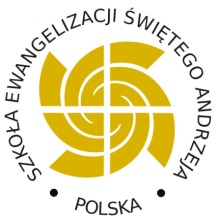 SZKOŁA EWANGELIZACJI ŚWIĘTEGO ANDRZEJA
• POLSKA •